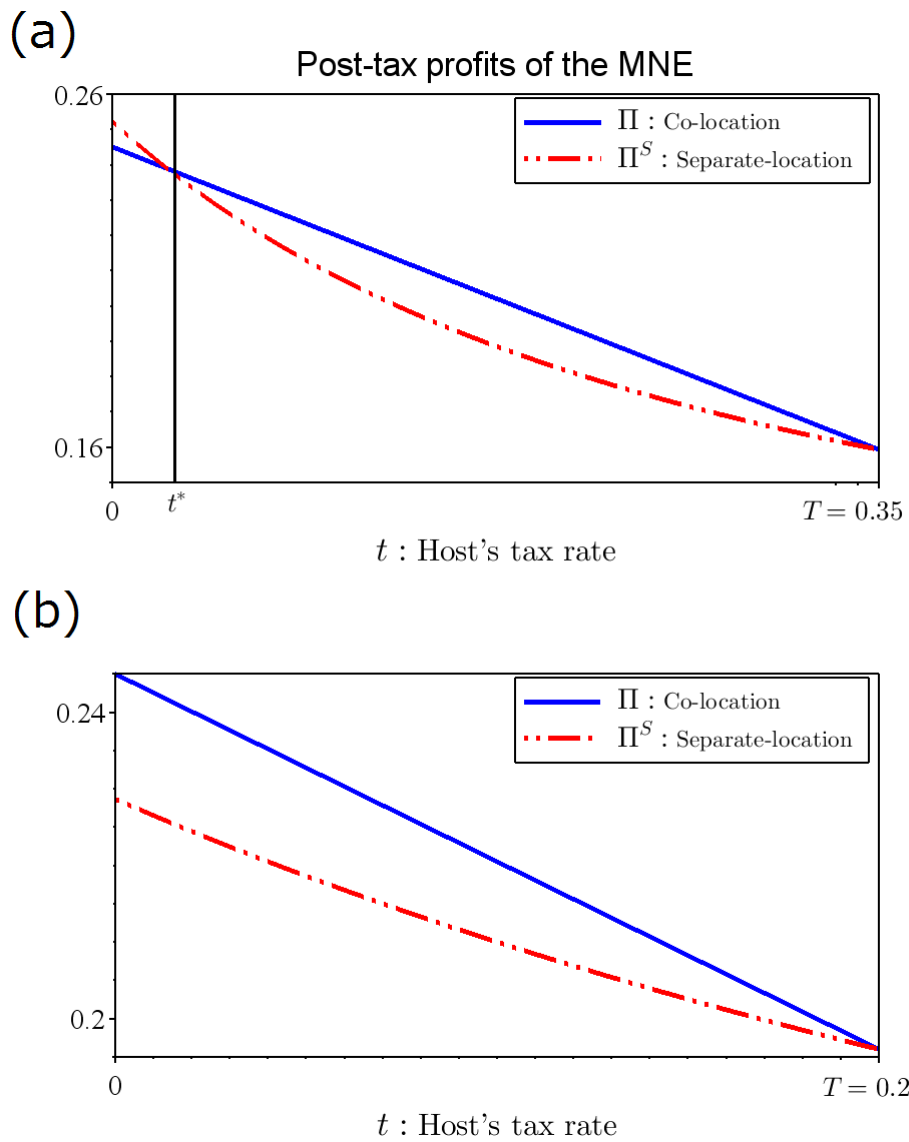 (a)
Post-tax profits of the MNE
0.26
Π : Co-location
Π^S : Separate-location
0.16
0
t*
T = 0.35
t : Host's tax rate
(b)
Π : Co-location
0.24
Π^S : Separate-location
0.2
0
T = 0.2
t : Host's tax rate